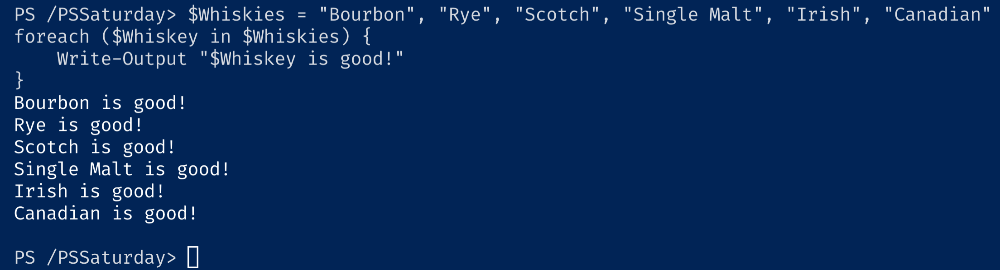 PS /PSSaturday> $Whiskies = "Bourbon", "Rye", "Scotch", "Single Malt", "Irish", "Canadian"
foreach ($Whiskey in $Whiskies) {
    Write-Output "$Whiskey is good!"
}
Bourbon is good!
Rye is good!
Scotch is good!
Single Malt is good!
Irish is good!
Canadian is good!
PS /PSSaturday>